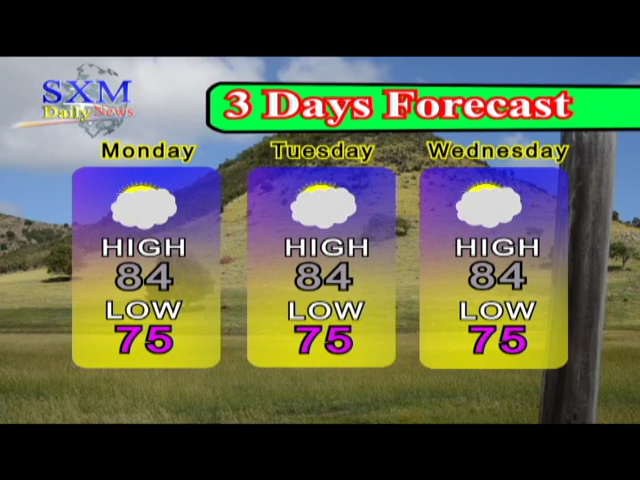 SXM
Daily News
3 Days Forecast
Monday
Tuesday
Wednesday
HIGH
84
LOW
75
HIGH
84
LOW
75
HIGH
84
LOW
75